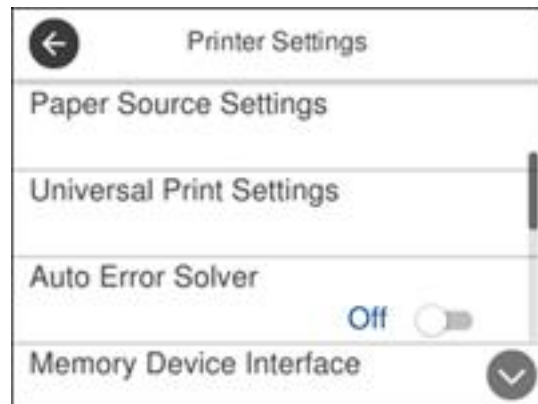 Printer Settings
Paper Source Settings
Universal Print Settings
Auto Error Solver
Off
Memory Device Interface